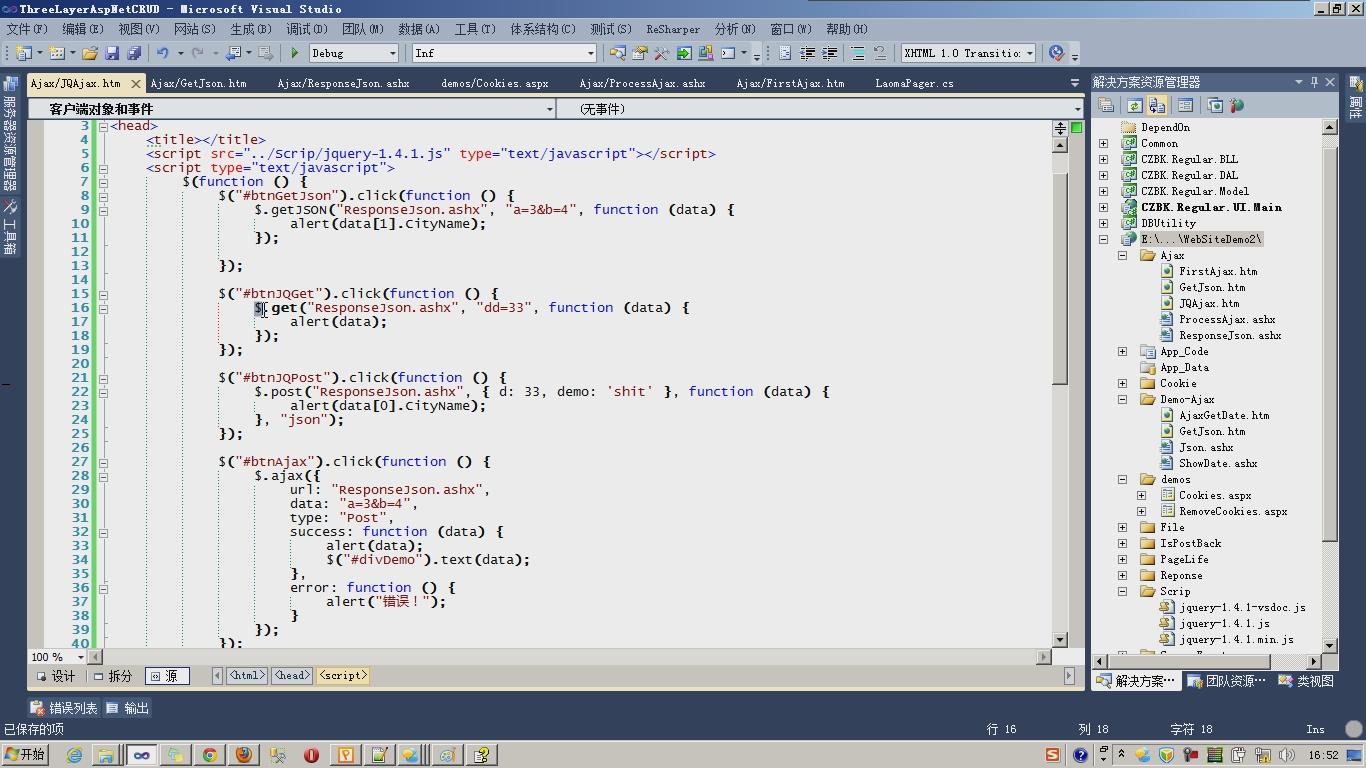 ThreeLayerAspNetCRUD - Microsoft Visual Studio
文件(F) 编辑(E) 视图(V) 网站(S) 生成(B) 调试(D) 团队(M) 数据(A) 工具(T) 体系结构(C) 测试(S) ReSharper 分析(N) 窗口(W) 帮助(H)
Debug Inf XHTML 1.0 Transitio:
Ajax/JQAjax.htm Ajax/GetJson.htm Ajax/ResponseJson.ashx demos/Cookies.aspx Ajax/ProcessAjax.ashx Ajax/FirstAjax.htm LaomaPager.cs
客户端对象和事件 (无事件)
服务器资源管理器
工具箱
3 <head>
4 <title></title>
5 <script src="../Scrip/jquery-1.4.1.js" type="text/javascript"></script>
6 <script type="text/javascript">
7 $(function () {
8 $("#btnGetJson").click(function () {
9 $.getJSON("ResponseJson.ashx", "a=3&b=4", function (data) {
10 alert(data[1].CityName);
11 });
12
13 });
14
15 $("#btnJQGet").click(function () {
16 $.get("ResponseJson.ashx", "dd=33", function (data) {
17 alert(data);
18 });
19 });
20
21 $("#btnJQPost").click(function () {
22 $.post("ResponseJson.ashx", { d: 33, demo: 'shit' }, function (data) {
23 alert(data[0].CityName);
24 }, "json");
25 });
26
27 $("#btnAjax").click(function () {
28 $.ajax({
29 url: "ResponseJson.ashx",
30 data: "a=3&b=4",
31 type: "Post",
32 success: function (data) {
33 alert(data);
34 $("#divDemo").text(data);
35 },
36 error: function () {
37 alert("错误！");
38 }
39 });
40 });
100 %
设计 拆分 源 <html> <head> <script>
解决方案资源管理器
DependOn
Common
CZBK.Regular.BLL
CZBK.Regular.DAL
CZBK.Regular.Model
CZBK.Regular.UI.Main
DBUtility
E:\...\WebSiteDemo2\
Ajax
FirstAjax.htm
GetJson.htm
JQAjax.htm
ProcessAjax.ashx
ResponseJson.ashx
App_Code
App_Data
Cookie
Demo-Ajax
AjaxGetDate.htm
GetJson.htm
Json.ashx
ShowDate.ashx
demos
Cookies.aspx
RemoveCookies.aspx
File
IsPostBack
PageLife
Reponse
Scrip
jquery-1.4.1-vsdoc.js
jquery-1.4.1.js
jquery-1.4.1.min.js
解决方案… 团队资源… 类视图
属性
错误列表 输出
已保存的项 行 16 列 18 字符 18 Ins
开始 16:52